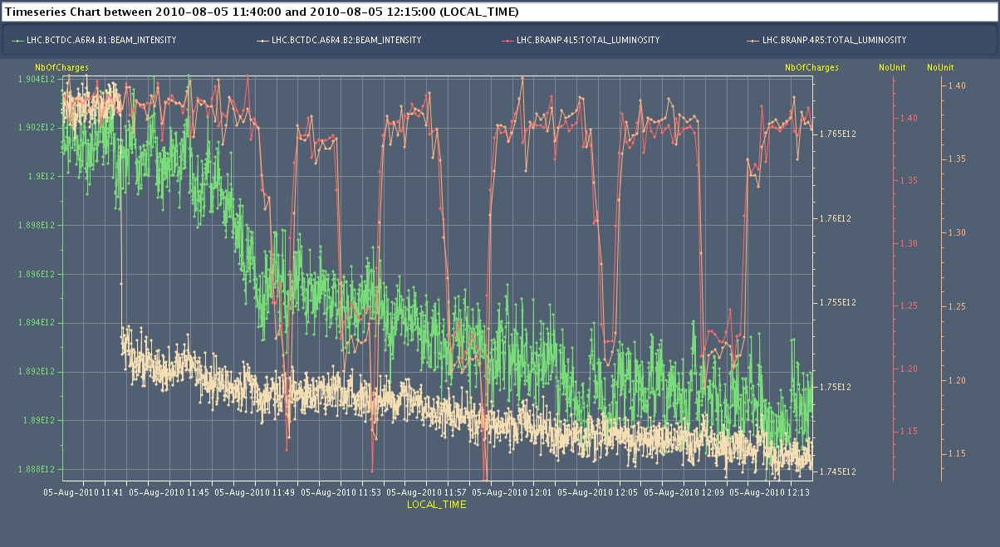 Timeseries Chart between 2010-08-05 11:40:00 and 2010-08-05 12:15:00 (LOCAL_TIME)
LHC.BCTDC.A6R4.B1:BEAM_INTENSITY LHC.BCTDC.A6R4.B2:BEAM_INTENSITY LHC.BRANP.4L5:TOTAL_LUMINOSITY LHC.BRANP.4R5:TOTAL_LUMINOSITY
NbOfCharges NbOfCharges NoUnit NoUnit
1.904E12
1.902E12
1.9E12
1.898E12
1.896E12
1.894E12
1.892E12
1.89E12
1.888E12
1.765E12
1.76E12
1.755E12
1.75E12
1.745E12
1.40
1.35
1.30
1.25
1.20
1.15
1.40
1.35
1.30
1.25
1.20
1.15
05-Aug-2010 11:41 05-Aug-2010 11:45 05-Aug-2010 11:49 05-Aug-2010 11:53 05-Aug-2010 11:57 05-Aug-2010 12:01 05-Aug-2010 12:05 05-Aug-2010 12:09 05-Aug-2010 12:13
LOCAL_TIME